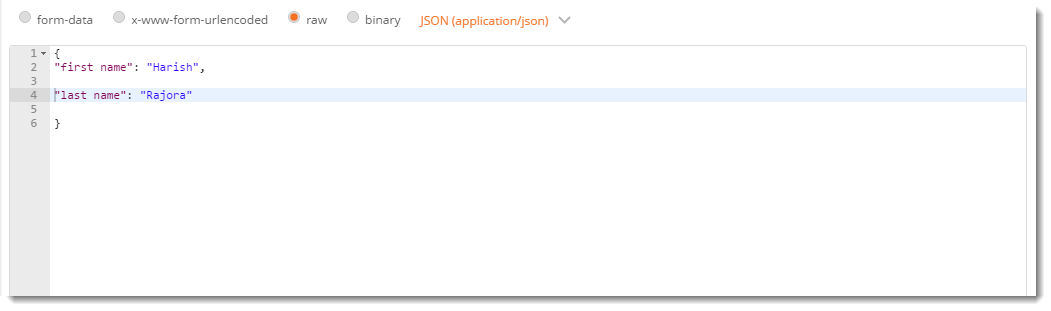 form-data x-www-form-urlencoded raw binary JSON (application/json)
1 {
2 "first name": "Harish",
3
4 "last name": "Rajora"
5
6 }